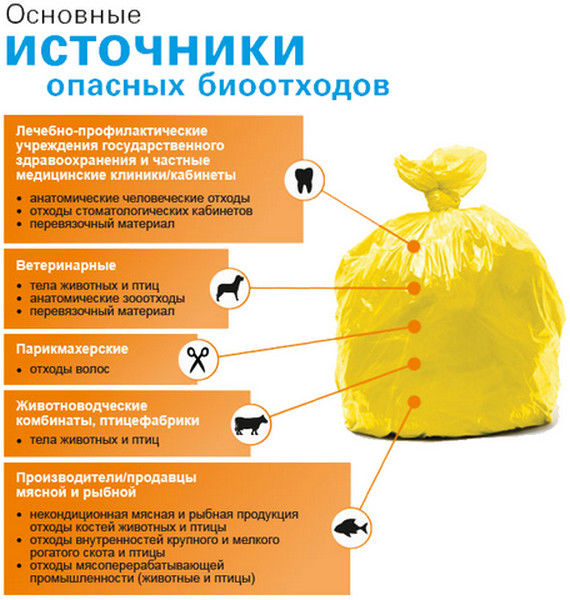 Основные
ИСТОЧНИКИ
опасных биоотходов
Лечебно-профилактические
учреждения государственного
здравоохранения и частные
медицинские клиники/кабинеты
• анатомические человеческие отходы
• отходы стоматологических кабинетов
• перевязочный материал
Ветеринарные
• тела животных и птиц
• анатомические зооотходы
• перевязочный материал
Парикмахерские
• отходы волос
Животноводческие
комбинаты, птицефабрики
• тела животных и птиц
Производители/продавцы
мясной и рыбной
• некондиционная мясная и рыбная продукция
отходы костей животных и птицы
• отходы внутренностей крупного и мелкого
рогатого скота и птицы
• отходы мясоперерабатывающей
промышленности (животные и птицы)